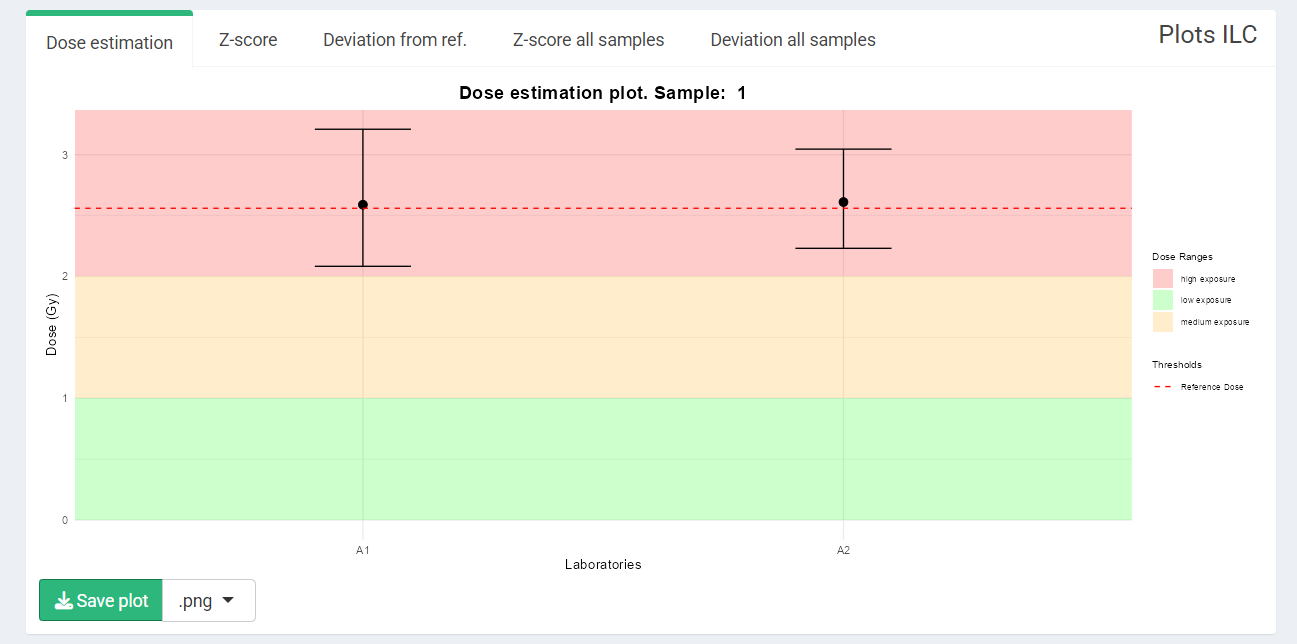 Dose estimation
Z-score
Deviation from ref.
Z-score all samples
Deviation all samples
Plots ILC
Dose estimation plot. Sample: 1
Dose (Gy)
3
2
1
0
A1
A2
Laboratories
Dose Ranges
high exposure
low exposure
medium exposure
Thresholds
Reference Dose
Save plot
.png